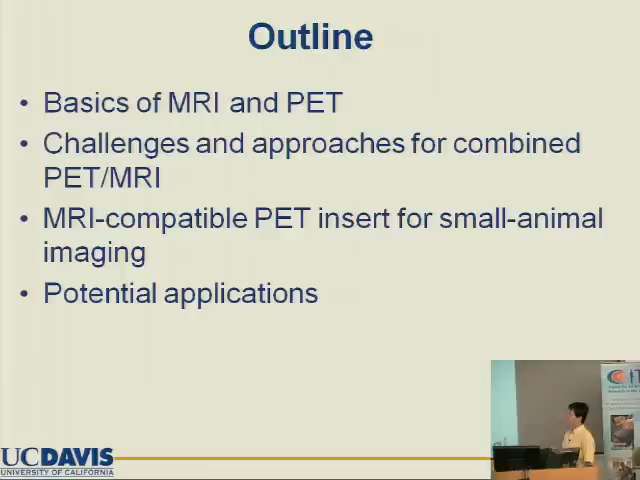 Outline
• Basics of MRI and PET
• Challenges and approaches for combined
PET/MRI
• MRI-compatible PET insert for small-animal
imaging
• Potential applications
UCDAVIS
UNIVERSITY OF CALIFORNIA